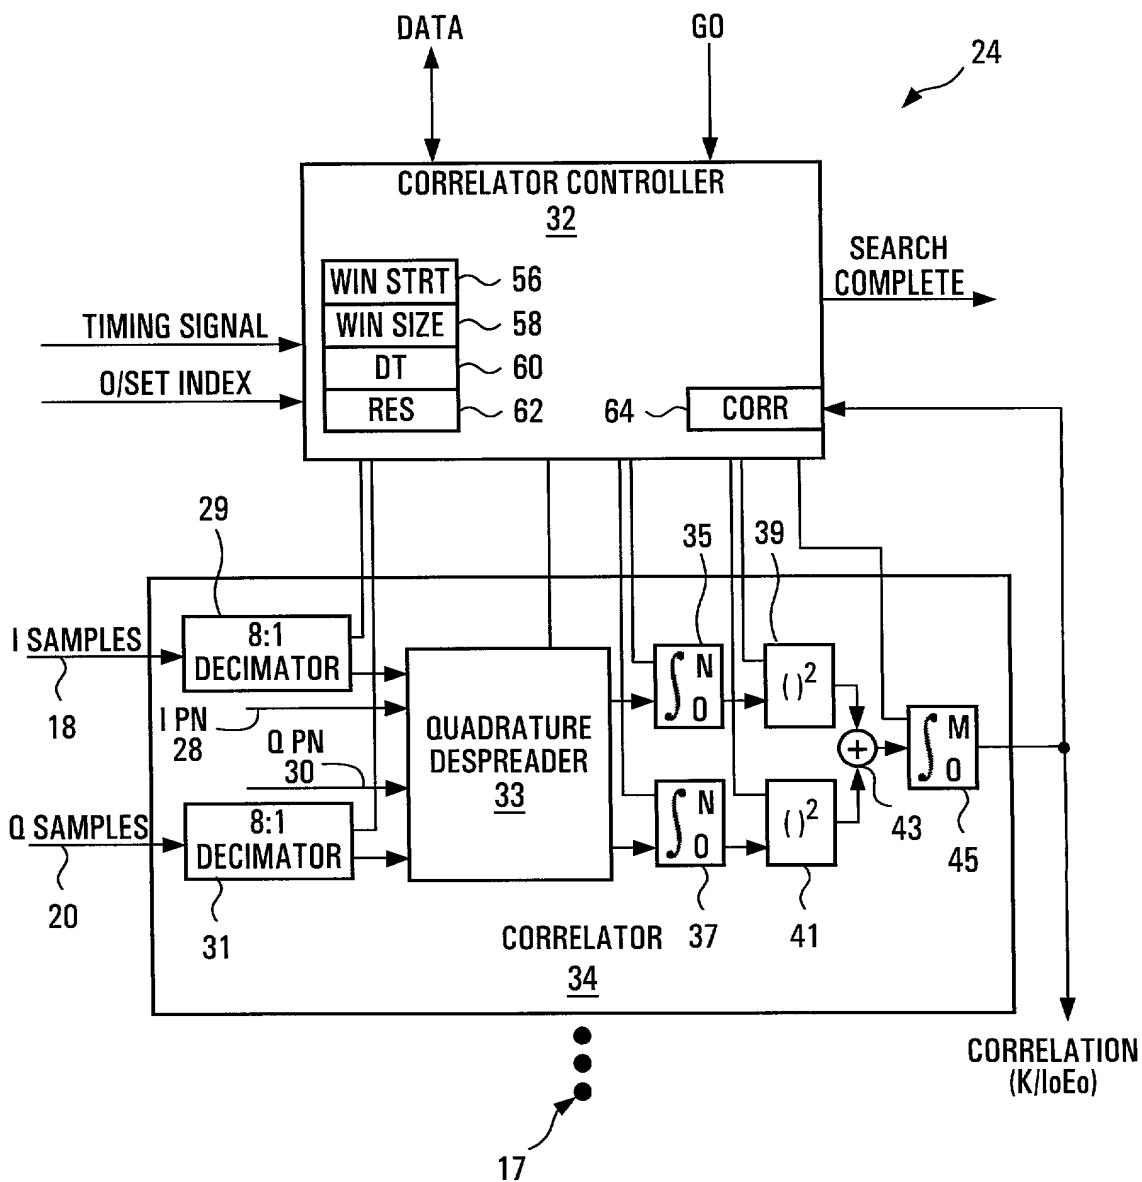 DATA
GO
24
CORRELATOR CONTROLLER
32
WIN STRT
56
WIN SIZE
58
DT
60
RES
62
64
CORR
SEARCH
COMPLETE
TIMING SIGNAL
O/SET INDEX
29
35
39
I SAMPLES
18
8:1
DECIMATOR
I PN
28
Q PN
30
QUADRATURE
DESPREADER
33
∫ N
0
( )²
+
43
∫ M
0
45
Q SAMPLES
20
8:1
DECIMATOR
31
∫ N
0
37
( )²
41
CORRELATOR
34
CORRELATION
(K/IoEo)
17